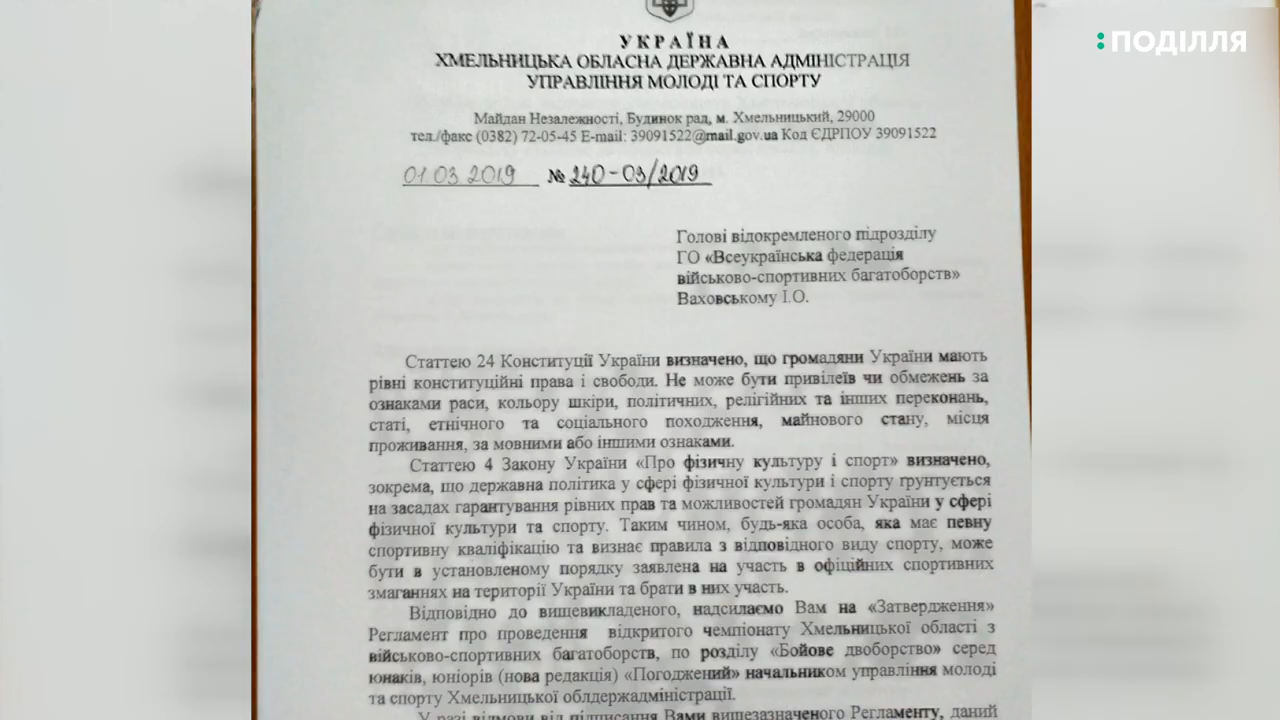 :ПОДІЛЛЯ
УКРАЇНА
ХМЕЛЬНИЦЬКА ОБЛАСНА ДЕРЖАВНА АДМІНІСТРАЦІЯ
УПРАВЛІННЯ МОЛОДІ ТА СПОРТУ
Майдан Незалежності, Будинок рад, м. Хмельницький, 29000
тел./факс (0382) 72-05-45 E-mail: 39091522@mail.gov.ua Код ЄДРПОУ 39091522
01 03 2019 № 240-03/2019
Голові відокремленого підрозділу
ГО «Всеукраїнська федерація
військово-спортивних багатоборств»
Ваховському І.О.
Статтею 24 Конституції України визначено, що громадяни України мають
рівні конституційні права і свободи. Не може бути привілеїв чи обмежень за
ознаками раси, кольору шкіри, політичних, релігійних та інших переконань,
статі, етнічного та соціального походження, майнового стану, місця
проживання, за мовними або іншими ознаками.
Статтею 4 Закону України «Про фізичну культуру і спорт» визначено,
зокрема, що державна політика у сфері фізичної культури і спорту ґрунтується
на засадах гарантування рівних прав та можливостей громадян України у сфері
фізичної культури та спорту. Таким чином, будь-яка особа, яка має певну
спортивну кваліфікацію та визнає правила з відповідного виду спорту, може
бути в установленому порядку заявлена на участь в офіційних спортивних
змаганнях на території України та брати в них участь.
Відповідно до вишевикладеного, надсилаємо Вам на «Затвердження»
Регламент про проведення відкритого чемпіонату Хмельницької області з
військово-спортивних багатоборств, по розділу «Бойове двоборство» серед
юнаків, юніорів (нова редакція) «Погоджений» начальником управління молоді
та спорту Хмельницької облдержадміністрації.
У разі відмови від підписання Вами вищезазначеного Регламенту, даний